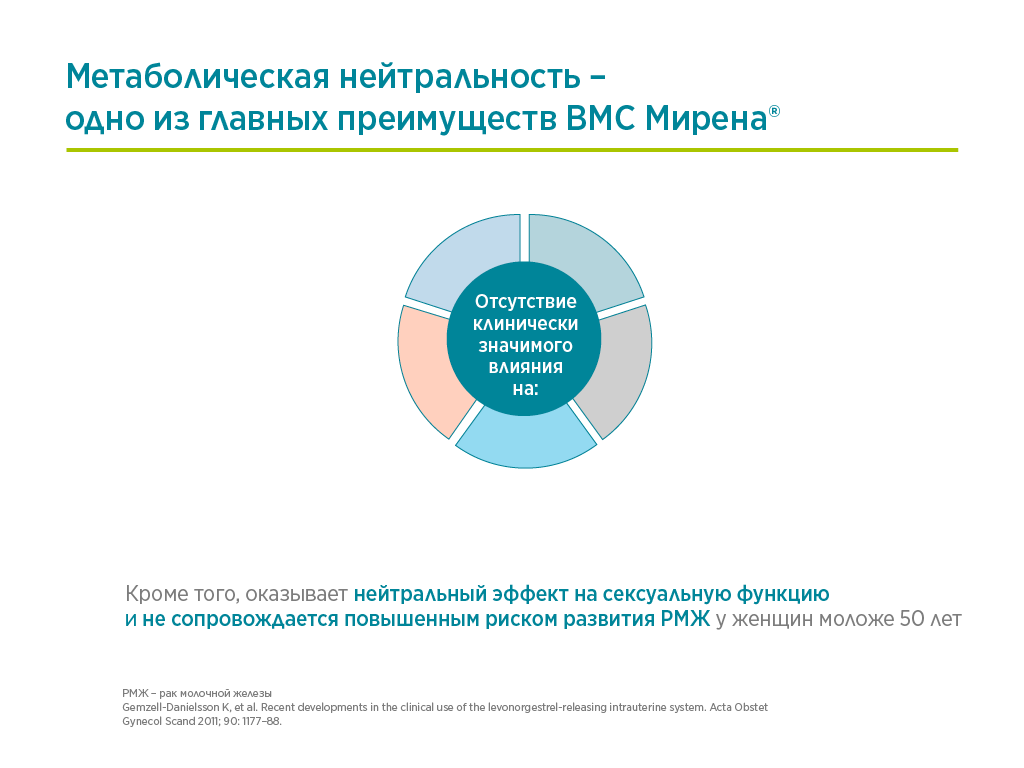 Метаболическая нейтральность –
одно из главных преимуществ ВМС Мирена®
Отсутствие
клинически
значимого
влияния
на:
Кроме того, оказывает нейтральный эффект на сексуальную функцию
и не сопровождается повышенным риском развития РМЖ у женщин моложе 50 лет
РМЖ – рак молочной железы
Gemzell-Danielsson K, et al. Recent developments in the clinical use of the levonorgestrel-releasing intrauterine system. Acta Obstet
Gynecol Scand 2011; 90: 1177–88.